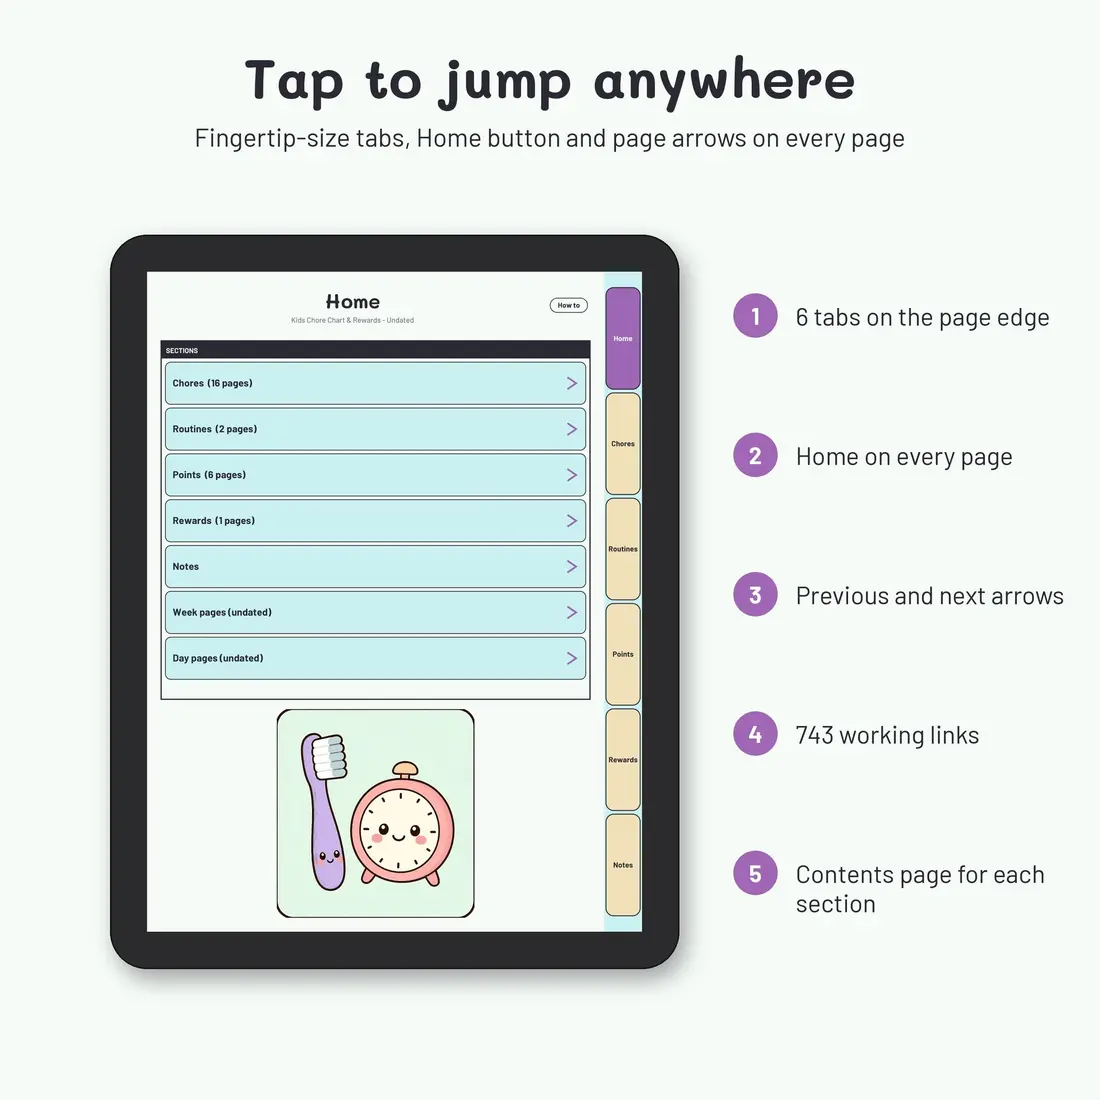 Tap to jump anywhere
Fingertip-size tabs, Home button and page arrows on every page
Home
Kids Chore Chart & Rewards - Undated
How to
SECTIONS
Chores (16 pages)
Routines (2 pages)
Points (6 pages)
Rewards (1 pages)
Notes
Week pages (undated)
Day pages (undated)
Home
Chores
Routines
Points
Rewards
Notes
1 6 tabs on the page edge
2 Home on every page
3 Previous and next arrows
4 743 working links
5 Contents page for each
section